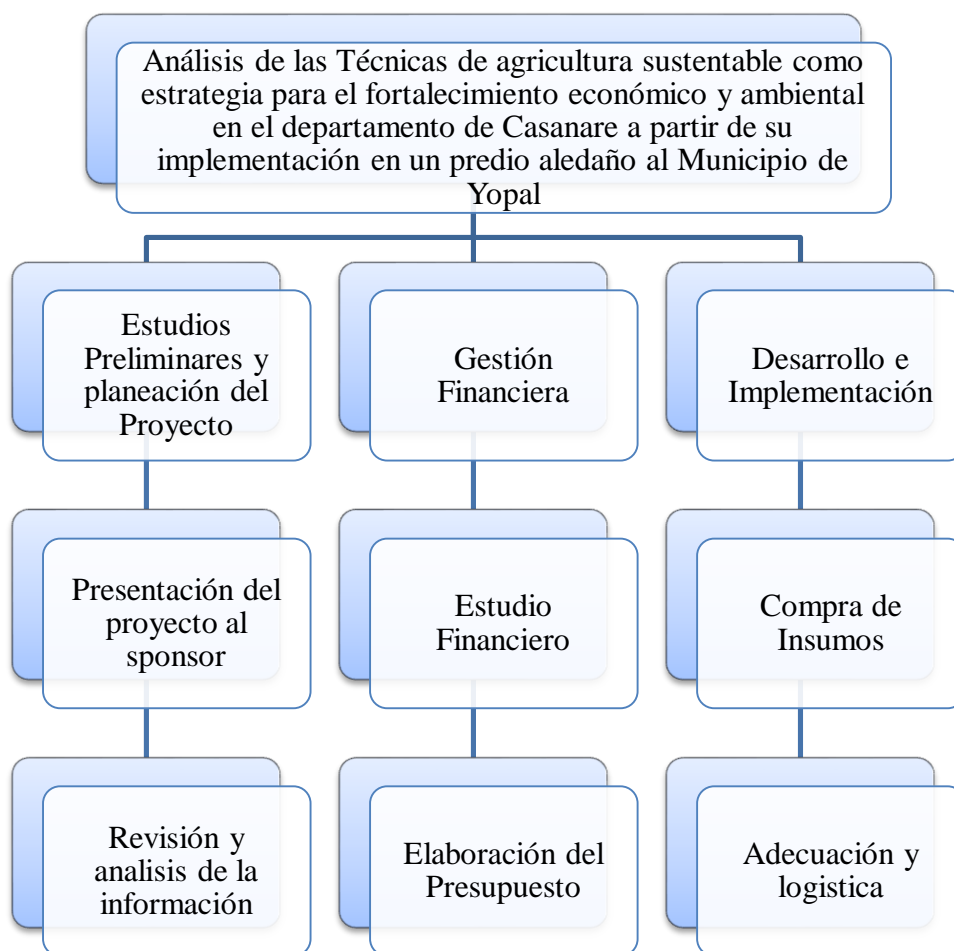 Análisis de las Técnicas de agricultura sustentable como
estrategia para el fortalecimiento económico y ambiental
en el departamento de Casanare a partir de su
implementación en un predio aledaño al Municipio de
Yopal
Estudios
Preliminares y
planeación del
Proyecto
Gestión
Financiera
Desarrollo e
Implementación
Presentación del
proyecto al
sponsor
Estudio
Financiero
Compra de
Insumos
Revisión y
analisis de la
información
Elaboración del
Presupuesto
Adecuación y
logistica